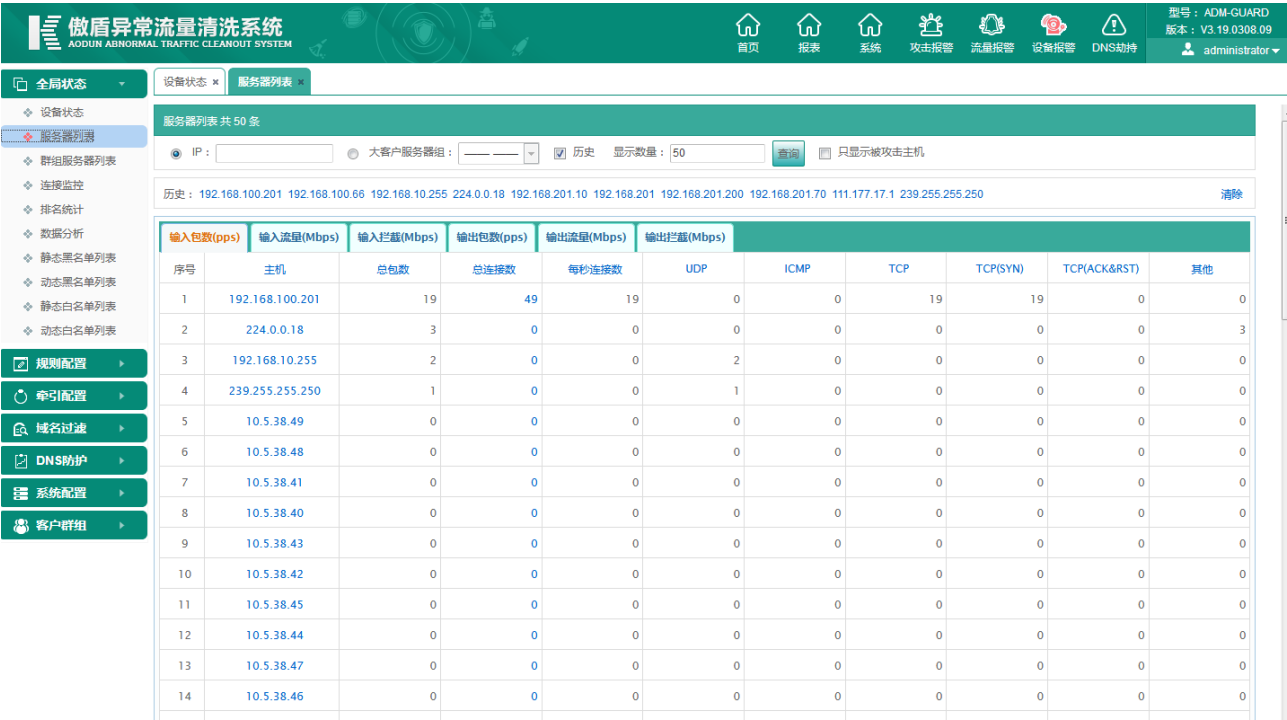 傲盾异常流量清洗系统
AODUN ABNORMAL TRAFFIC CLEANOUT SYSTEM
首页 报表 系统 攻击报警 流量报警 设备报警 DNS劫持
型号： ADM-GUARD
版本： V3.19.0308.09
administrator
全局状态
设备状态
服务器列表
群组服务器列表
连接监控
排名统计
数据分析
静态黑名单列表
动态黑名单列表
静态白名单列表
动态白名单列表
规则配置
牵引配置
域名过滤
DNS防护
系统配置
客户群组
设备状态 × 服务器列表 ×
服务器列表 共 50 条
IP： 大客户服务器组： —— —— 历史 显示数量： 50 查询 只显示被攻击主机
历史： 192.168.100.201 192.168.100.66 192.168.10.255 224.0.0.18 192.168.201.10 192.168.201 192.168.201.200 192.168.201.70 111.177.17.1 239.255.255.250 清除
输入包数(pps) 输入流量(Mbps) 输入拦截(Mbps) 输出包数(pps) 输出流量(Mbps) 输出拦截(Mbps)
序号 主机 总包数 总连接数 每秒连接数 UDP ICMP TCP TCP(SYN) TCP(ACK&RST) 其他
1 192.168.100.201 19 49 19 0 0 19 19 0 0
2 224.0.0.18 3 0 0 0 0 0 0 0 3
3 192.168.10.255 2 0 0 2 0 0 0 0 0
4 239.255.255.250 1 0 0 1 0 0 0 0 0
5 10.5.38.49 0 0 0 0 0 0 0 0 0
6 10.5.38.48 0 0 0 0 0 0 0 0 0
7 10.5.38.41 0 0 0 0 0 0 0 0 0
8 10.5.38.40 0 0 0 0 0 0 0 0 0
9 10.5.38.43 0 0 0 0 0 0 0 0 0
10 10.5.38.42 0 0 0 0 0 0 0 0 0
11 10.5.38.45 0 0 0 0 0 0 0 0 0
12 10.5.38.44 0 0 0 0 0 0 0 0 0
13 10.5.38.47 0 0 0 0 0 0 0 0 0
14 10.5.38.46 0 0 0 0 0 0 0 0 0